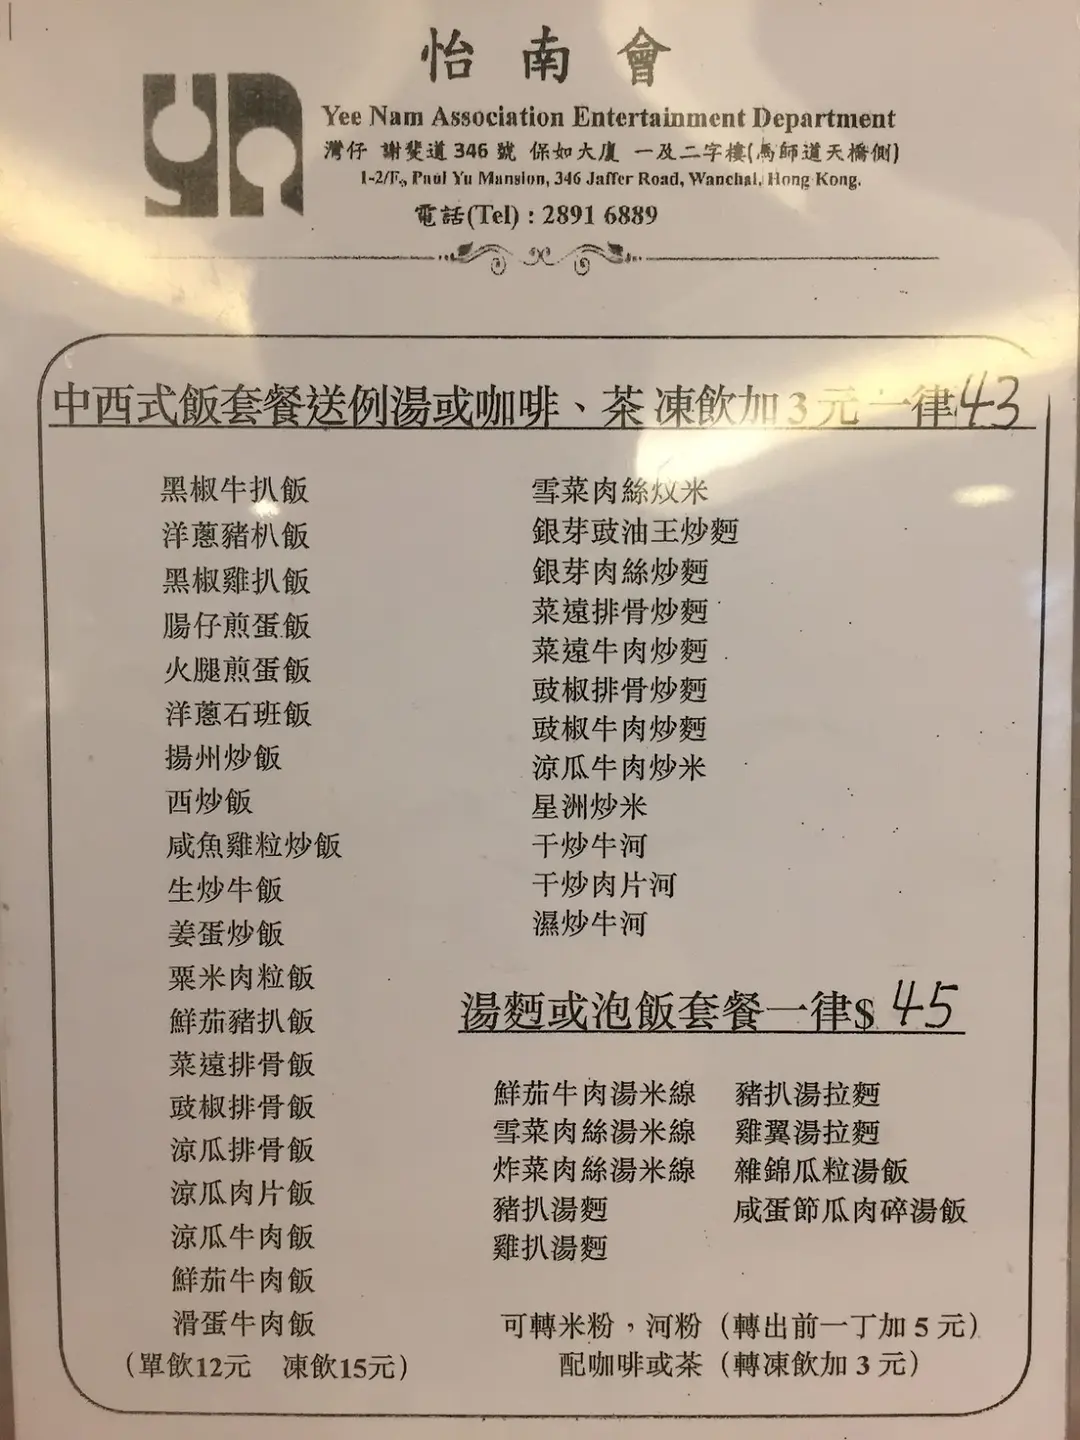 怡南會
Yee Nam Association Entertainment Department
灣仔 謝斐道 346 號 保如大廈 一及二字樓(馬師道天橋側)
1-2/F., Paul Yu Mansion, 346 Jaffer Road, Wanchai, Hong Kong.
電話(Tel) : 2891 6889
中西式飯套餐送例湯或咖啡、茶 凍飲加 3 元 一律43
黑椒牛扒飯
洋蔥豬扒飯
黑椒雞扒飯
腸仔煎蛋飯
火腿煎蛋飯
洋蔥石班飯
揚州炒飯
西炒飯
咸魚雞粒炒飯
生炒牛飯
姜蛋炒飯
粟米肉粒飯
鮮茄豬扒飯
菜遠排骨飯
豉椒排骨飯
涼瓜排骨飯
涼瓜肉片飯
涼瓜牛肉飯
鮮茄牛肉飯
滑蛋牛肉飯
（單飲12元 凍飲15元）
雪菜肉絲炆米
銀芽豉油王炒麵
銀芽肉絲炒麵
菜遠排骨炒麵
菜遠牛肉炒麵
豉椒排骨炒麵
豉椒牛肉炒麵
涼瓜牛肉炒米
星洲炒米
干炒牛河
干炒肉片河
濕炒牛河
湯麵或泡飯套餐一律$ 45
鮮茄牛肉湯米線
雪菜肉絲湯米線
炸菜肉絲湯米線
豬扒湯麵
雞扒湯麵
豬扒湯拉麵
雞翼湯拉麵
雜錦瓜粒湯飯
咸蛋節瓜肉碎湯飯
可轉米粉，河粉（轉出前一丁加 5 元）
配咖啡或茶（轉凍飲加 3 元）